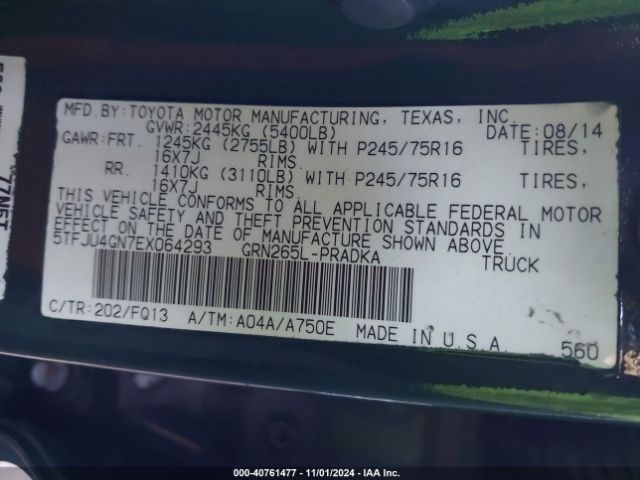 MFD.BY:TOYOTA MOTOR MANUFACTURING, TEXAS, INC.
GVWR:2445KG (5400LB) DATE:08/14
GAWR:FRT. 1245KG (2755LB) WITH P245/75R16 TIRES,
16X7J RIMS,
RR. 1410KG (3110LB) WITH P245/75R16 TIRES,
16X7J RIMS.
THIS VEHICLE CONFORMS TO ALL APPLICABLE FEDERAL MOTOR
VEHICLE SAFETY AND THEFT PREVENTION STANDARDS IN
EFFECT ON THE DATE OF MANUFACTURE SHOWN ABOVE
5TFJU4GN7EX064293 GRN265L-PRADKA TRUCK
C/TR:202/FQ13 A/TM:A04A/A750E MADE IN U.S.A.
560
77N5T
000-40761477 - 11/01/2024 - IAA Inc.